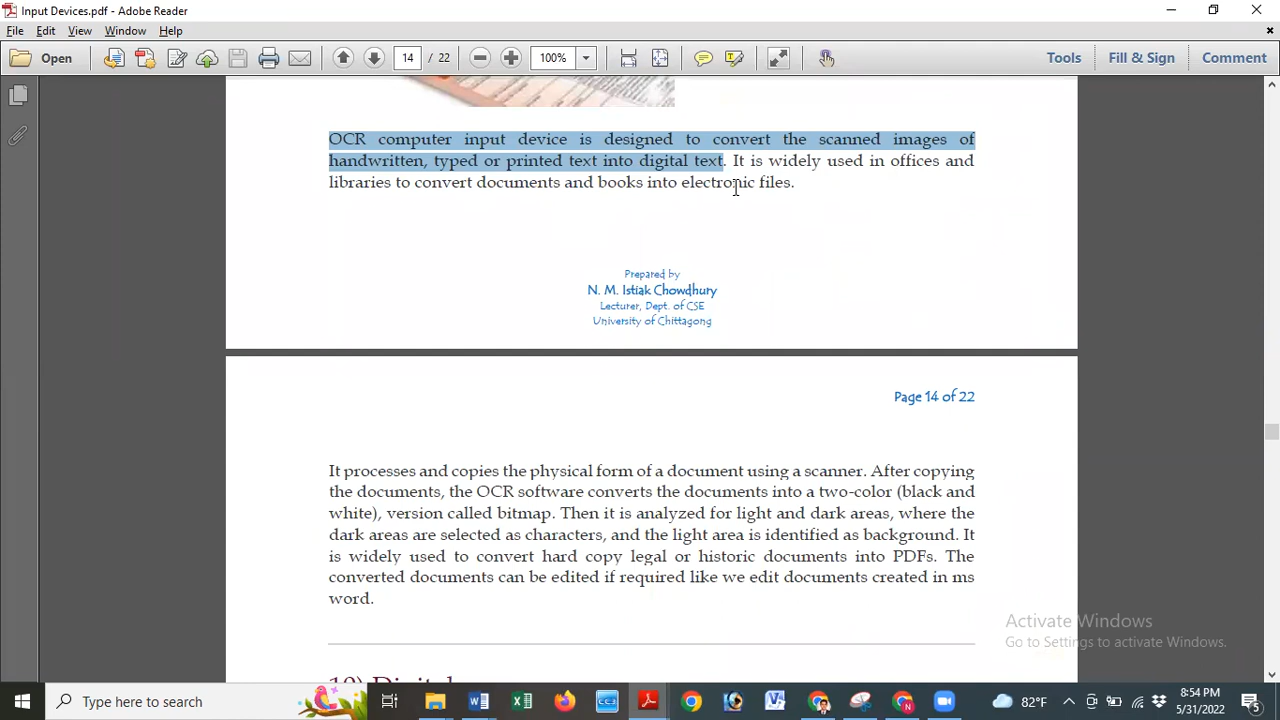 Input Devices.pdf - Adobe Reader
File Edit View Window Help
Open 14 / 22 100% Tools Fill & Sign Comment
OCR computer input device is designed to convert the scanned images of
handwritten, typed or printed text into digital text. It is widely used in offices and
libraries to convert documents and books into electronic files.
Prepared by
N. M. Istiak Chowdhury
Lecturer, Dept. of CSE
University of Chittagong
Page 14 of 22
It processes and copies the physical form of a document using a scanner. After copying
the documents, the OCR software converts the documents into a two-color (black and
white), version called bitmap. Then it is analyzed for light and dark areas, where the
dark areas are selected as characters, and the light area is identified as background. It
is widely used to convert hard copy legal or historic documents into PDFs. The
converted documents can be edited if required like we edit documents created in ms
word.
Activate Windows
Go to Settings to activate Windows.
10) Digital
Type here to search
82°F
8:54 PM
5/31/2022
5